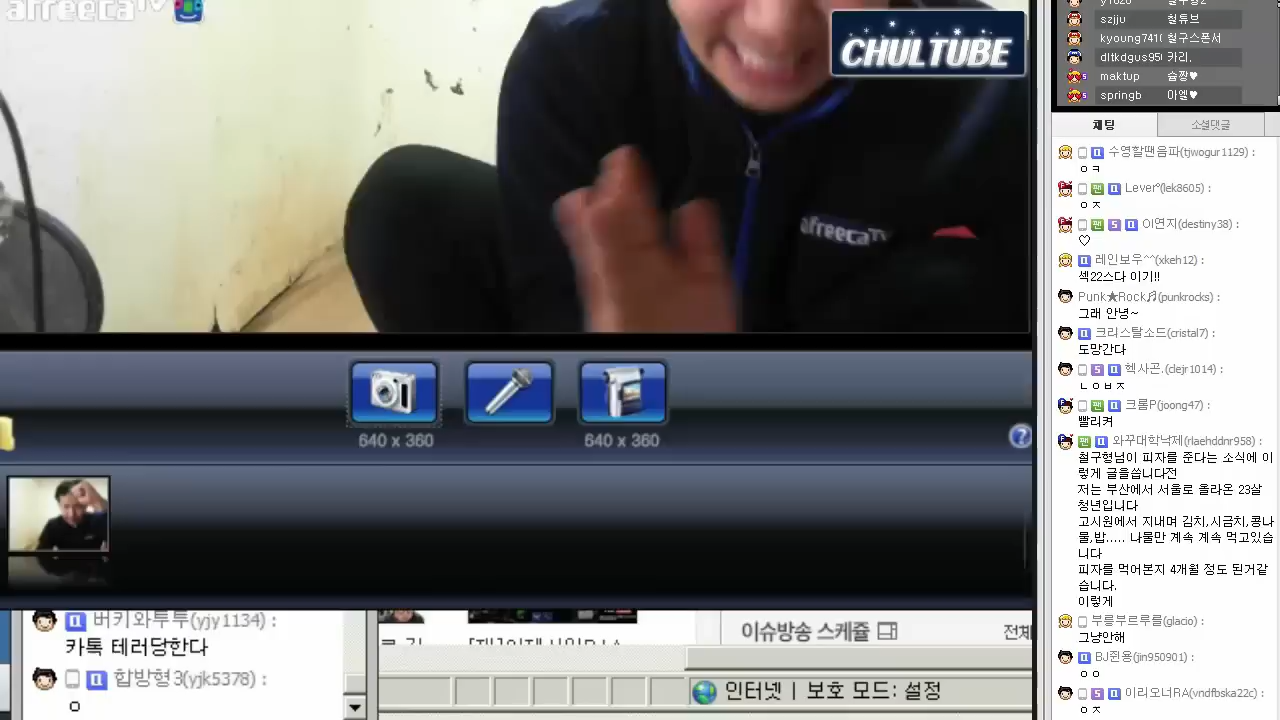 afreecaTV
CHULTUBE
afreecaTV
640 x 360
640 x 360
버키와투투(yjy1134) :
카톡 테러당한다
합방형3(yjk5378) :
ㅇ
이슈방송 스케쥴
전체
인터넷 | 보호 모드: 설정
szjju 철튜브
kyoung741( 철구스폰서
dltkdgus95( 카긴,
maktup 슴짱♥
springb 아엘♥
채팅
소셜댓글
수영할땐음파(tjwogur1129) :
ㅇㅋ
Lever°(lek8605) :
ㅇㅈ
이연지(destiny38) :
♡
레인보우^^(xkeh12) :
섹22스다 이기!!
Punk★Rock♬(punkrocks) :
그래 안녕~
크리스탈소드(cristal7) :
도망간다
헥사곤,(clejr1014) :
ㄴㅇㅂㅈ
크롬P(joong47) :
빨리켜
와꾸대학낙제(rlaehddnr958) :
철구형님이 피자를 준다는 소식에 이
렇게 글을씁니다전
저는 부산에서 서울로 올라온 23살
청년입니다
고시원에서 지내며 김치,시금치,콩나
물,밥..... 나물만 계속 계속 먹고있습
니다
피자를 먹어본지 4개월 정도 된거같
습니다.
이렇게
부릉부르루릉(glacio) :
그냥안해
BJ쥔용(jin950901) :
ㅇㅇ
이리오너RA(vndfbska22c) :
ㅇㅈ